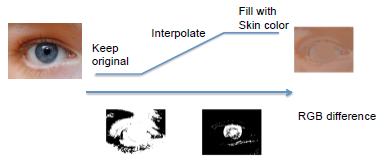 Keep
original
Interpolate
Fill with
Skin color
RGB difference